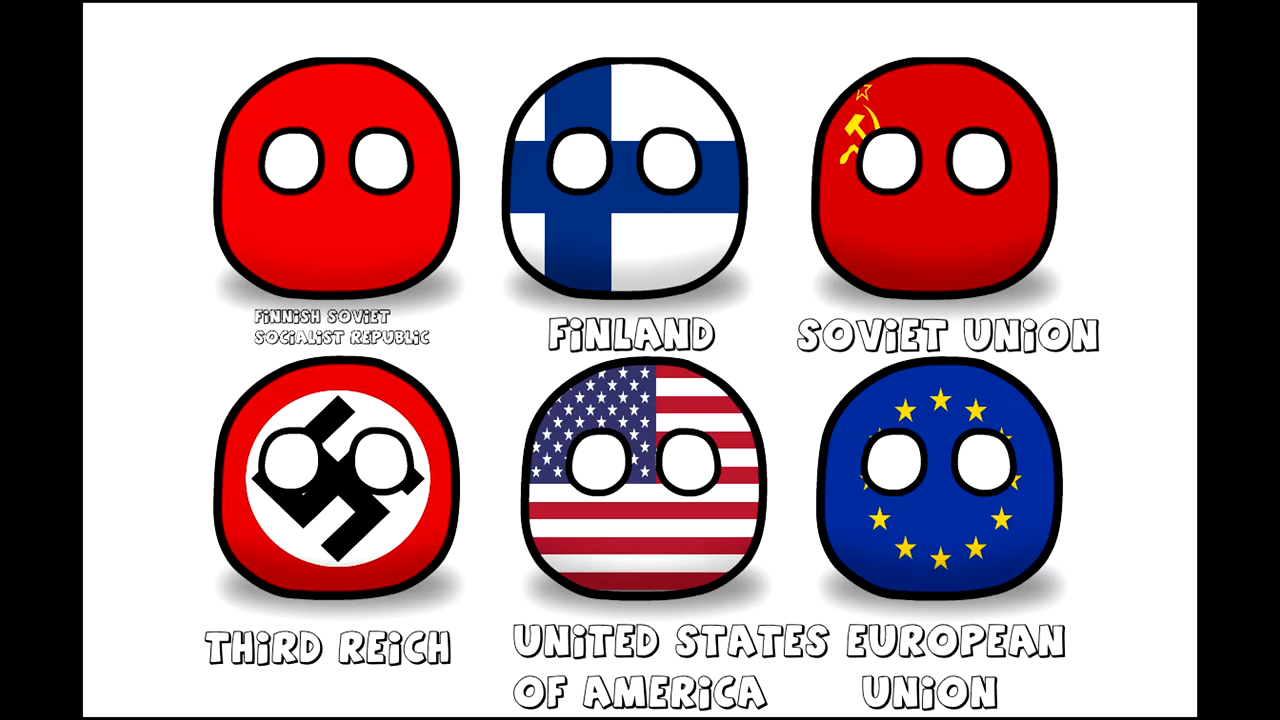 FINNISH SOVIET
SOCIALIST REPUBLIC
FINLAND
SOVIET UNION
THIRD REICH
UNITED STATES
OF AMERICA
EUROPEAN
UNION